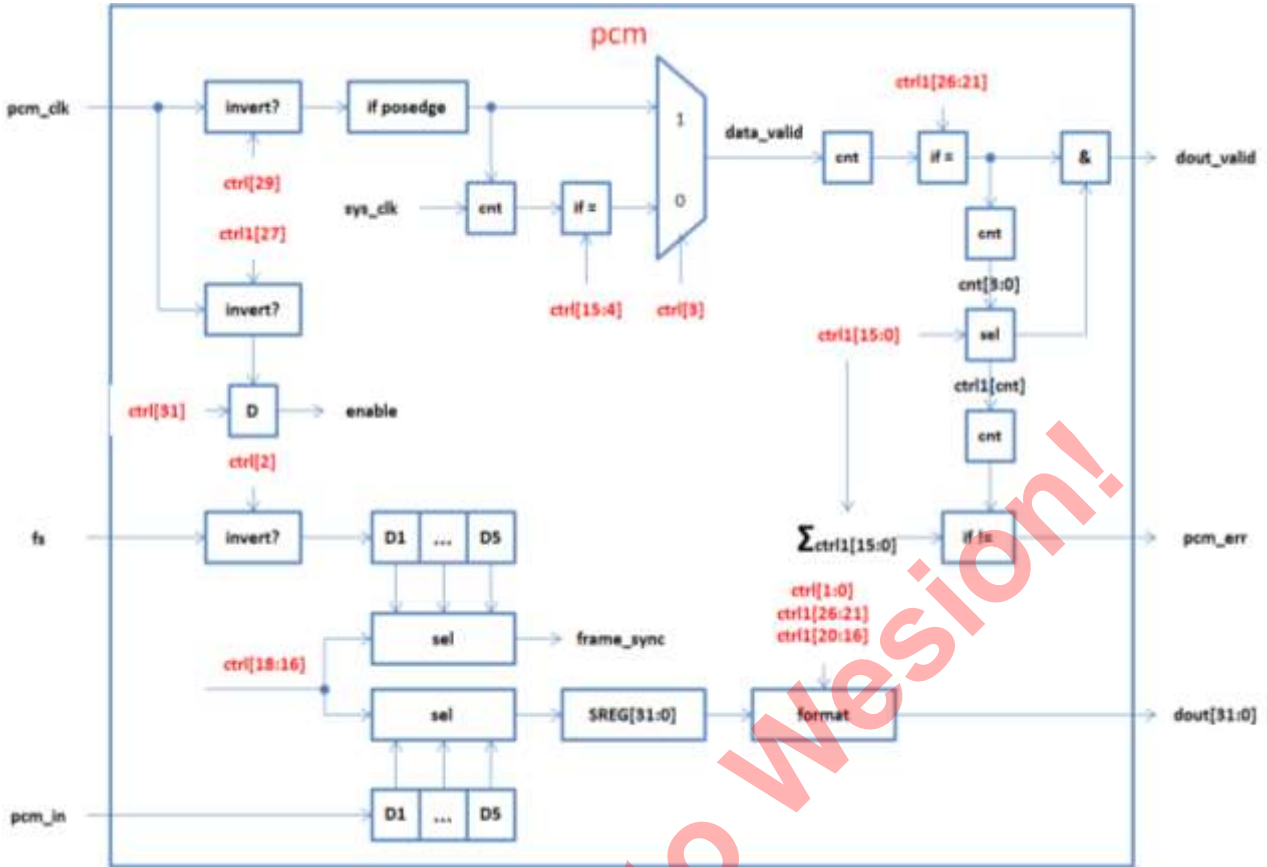 pcm
ctrl1[26:21]
pcm_clk
invert?
if posedge
1
data_valid
cnt
if =
&
dout_valid
ctrl[29]
sys_clk
cnt
if =
0
ctrl1[27]
cnt
cnt[3:0]
invert?
ctrl[15:4]
ctrl[3]
ctrl1[15:0]
sel
ctrl1[cnt]
ctrl[31]
D
enable
cnt
ctrl[2]
fs
invert?
D1
...
D5
Σctrl1[15:0]
if !=
pcm_err
ctrl[1:0]
ctrl1[26:21]
ctrl1[20:16]
sel
frame_sync
ctrl[18:16]
sel
SREG[31:0]
format
dout[31:0]
pcm_in
D1
...
D5
to Wesion!